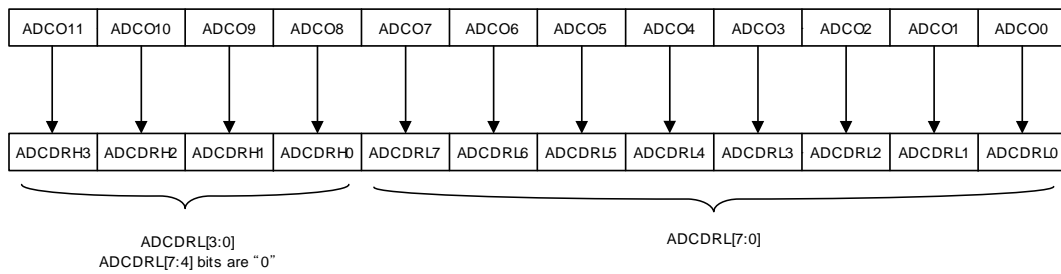 ADCO11 ADCO10 ADCO9 ADCO8 ADCO7 ADCO6 ADCO5 ADCO4 ADCO3 ADCO2 ADCO1 ADCO0
ADCDRH3 ADCDRH2 ADCDRH1 ADCDRH0 ADCDRL7 ADCDRL6 ADCDRL5 ADCDRL4 ADCDRL3 ADCDRL2 ADCDRL1 ADCDRL0
ADCDRL[3:0]
ADCDRL[7:4] bits are “0”
ADCDRL[7:0]